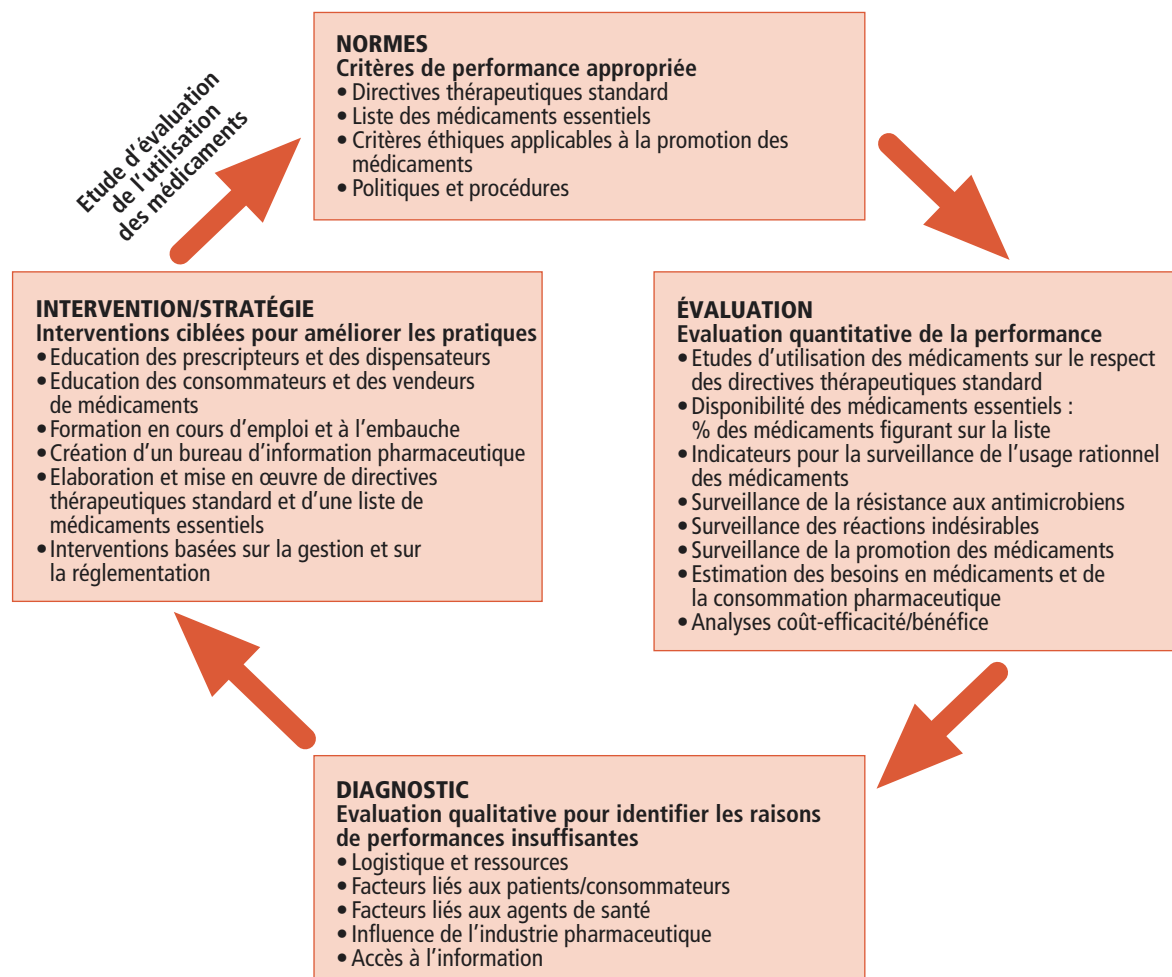 NORMES
Critères de performance appropriée
• Directives thérapeutiques standard
• Liste des médicaments essentiels
• Critères éthiques applicables à la promotion des
médicaments
• Politiques et procédures
Etude d'évaluation
de l'utilisation
des médicaments
INTERVENTION/STRATÉGIE
Interventions ciblées pour améliorer les pratiques
• Education des prescripteurs et des dispensateurs
• Education des consommateurs et des vendeurs
de médicaments
• Formation en cours d'emploi et à l'embauche
• Création d'un bureau d'information pharmaceutique
• Elaboration et mise en œuvre de directives
thérapeutiques standard et d'une liste de
médicaments essentiels
• Interventions basées sur la gestion et sur
la réglementation
ÉVALUATION
Evaluation quantitative de la performance
• Etudes d'utilisation des médicaments sur le respect
des directives thérapeutiques standard
• Disponibilité des médicaments essentiels :
% des médicaments figurant sur la liste
• Indicateurs pour la surveillance de l'usage rationnel
des médicaments
• Surveillance de la résistance aux antimicrobiens
• Surveillance des réactions indésirables
• Surveillance de la promotion des médicaments
• Estimation des besoins en médicaments et de
la consommation pharmaceutique
• Analyses coût-efficacité/bénéfice
DIAGNOSTIC
Evaluation qualitative pour identifier les raisons
de performances insuffisantes
• Logistique et ressources
• Facteurs liés aux patients/consommateurs
• Facteurs liés aux agents de santé
• Influence de l'industrie pharmaceutique
• Accès à l'information